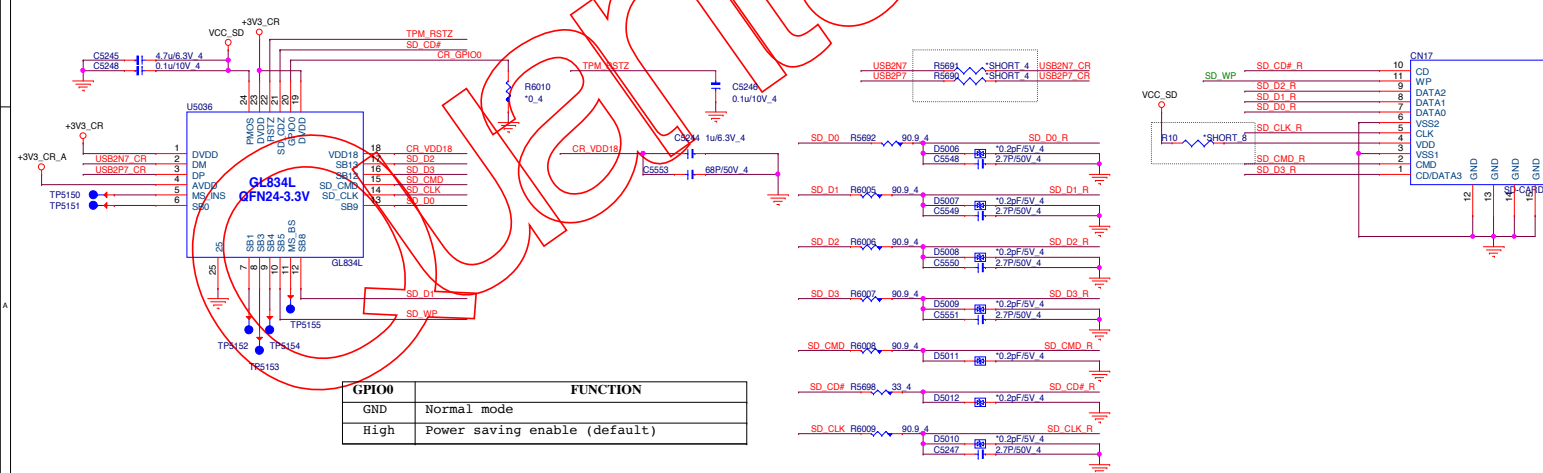 +3V3_CR
VCC_SD
TPM_RSTZ
SD_CD#
CR_GPIO0
C5245 4.7u/6.3V_4
C5248 0.1u/10V_4
R6010
*0_4
TPM_RSTZ
C5246
0.1u/10V_4
U5036
24 23 22 21 20 19
PMOS DVDD RSTZ SD_CDZ GPIO0 DVDD
+3V3_CR
+3V3_CR_A
USB2N7_CR
USB2P7_CR
1 DVDD
2 DM
3 DP
4 AVDD
5 MS_INS
6 SB0
TP5150
TP5151
GL834L
QFN24-3.3V
VDD18 18 CR_VDD18
SB13 17 SD_D2
SB12 16 SD_D3
SD_CMD 15 SD_CMD
SD_CLK 14 SD_CLK
SB9 13 SD_D0
25 SB1 SB3 SB4 SB5 MS_BS SB8
25 7 8 9 10 11 12
GL834L
SD_D1
SD_WP
TP5155
TP5152
TP5154
TP5153
CR_VDD18
C5244 1u/6.3V_4
C5553 68P/50V_4
GPIO0 FUNCTION
GND Normal mode
High Power saving enable (default)
USB2N7 R5691 *SHORT_4 USB2N7_CR
USB2P7 R5690 *SHORT_4 USB2P7_CR
SD_D0 R5692 90.9_4 SD_D0_R
D5006 *0.2pF/5V_4
C5548 2.7P/50V_4
SD_D1 R6005 90.9_4 SD_D1_R
D5007 *0.2pF/5V_4
C5549 2.7P/50V_4
SD_D2 R6006 90.9_4 SD_D2_R
D5008 *0.2pF/5V_4
C5550 2.7P/50V_4
SD_D3 R6007 90.9_4 SD_D3_R
D5009 *0.2pF/5V_4
C5551 2.7P/50V_4
SD_CMD R6008 90.9_4 SD_CMD_R
D5011 *0.2pF/5V_4
SD_CD# R5698 33_4 SD_CD#_R
D5012 *0.2pF/5V_4
SD_CLK R6009 90.9_4 SD_CLK_R
D5010 *0.2pF/5V_4
C5247 2.7P/50V_4
CN17
SD_CD#_R 10 CD
SD_WP 11 WP
SD_D2_R 9 DATA2
SD_D1_R 8 DATA1
SD_D0_R 7 DATA0
6 VSS2
SD_CLK_R 5 CLK
4 VDD
3 VSS1
SD_CMD_R 2 CMD
SD_D3_R 1 CD/DATA3
VCC_SD
R10 *SHORT_8
GND GND GND GND
12 13 14 15
SD-CARD
A